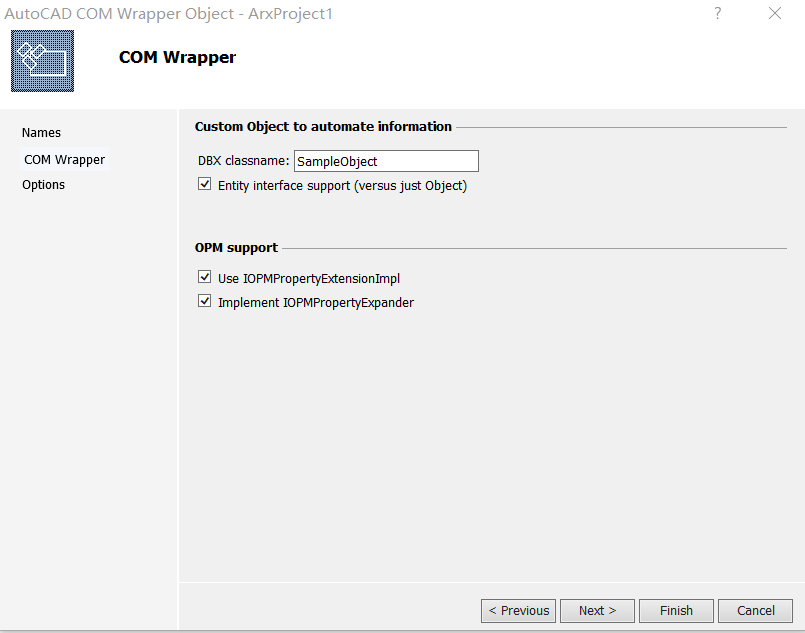 AutoCAD COM Wrapper Object - ArxProject1
?
COM Wrapper
Names
COM Wrapper
Options
Custom Object to automate information
DBX classname: SampleObject
Entity interface support (versus just Object)
OPM support
Use IOPMPropertyExtensionImpl
Implement IOPMPropertyExpander
< Previous Next > Finish Cancel